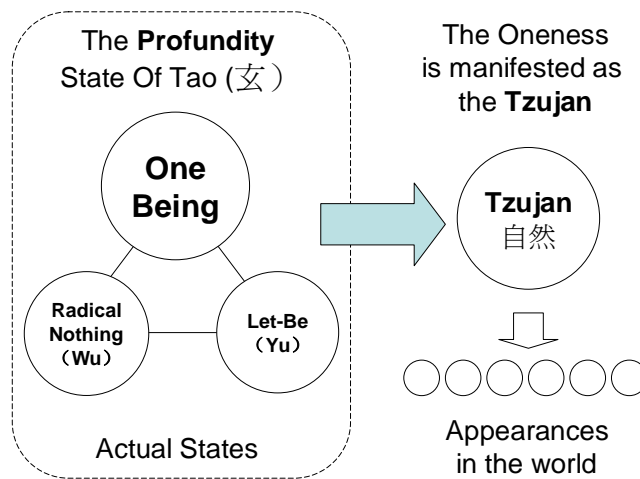 The Profundity
State Of Tao (玄）
One
Being
Radical
Nothing
（Wu）
Let-Be
（Yu）
Actual States
The Oneness
is manifested as
the Tzujan
Tzujan
自然
Appearances
in the world